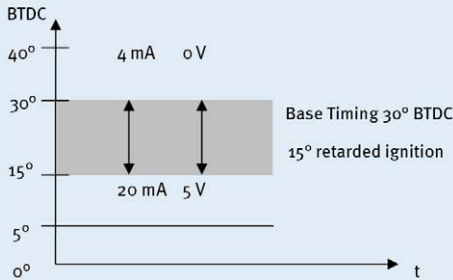 BTDC
40°
4 mA 0 V
30°
Base Timing 30° BTDC
15° retarded ignition
15°
20 mA 5 V
5°
0°
t